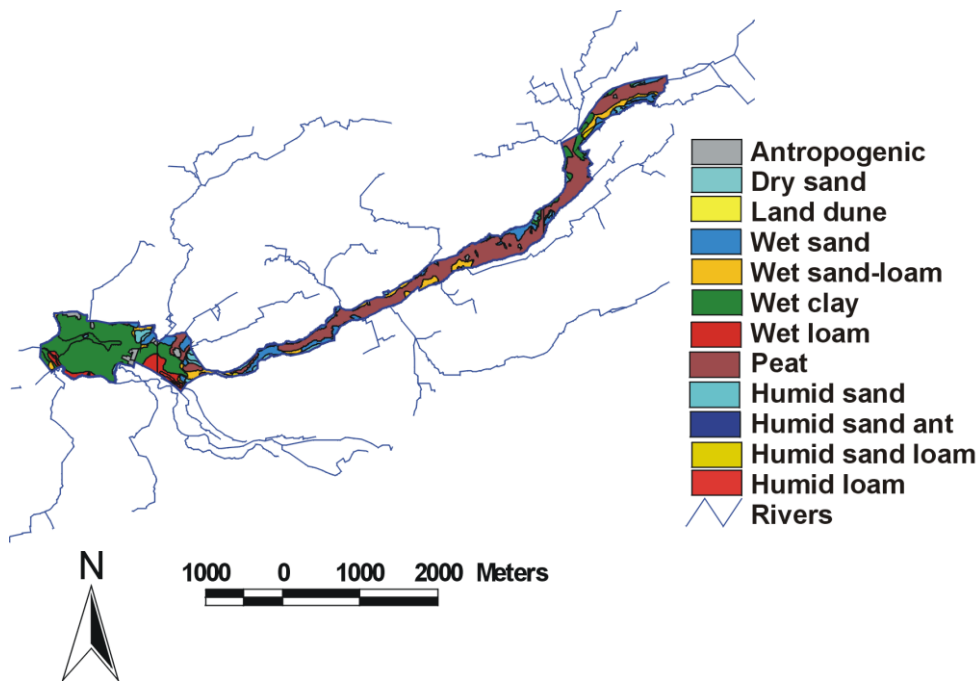 Antropogenic
Dry sand
Land dune
Wet sand
Wet sand-loam
Wet clay
Wet loam
Peat
Humid sand
Humid sand ant
Humid sand loam
Humid loam
Rivers
N
1000 0 1000 2000 Meters